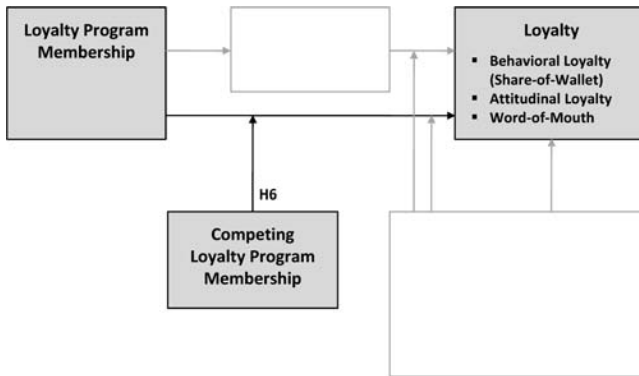 Loyalty Program
Membership
Loyalty
▪ Behavioral Loyalty
(Share-of-Wallet)
▪ Attitudinal Loyalty
▪ Word-of-Mouth
H6
Competing
Loyalty Program
Membership